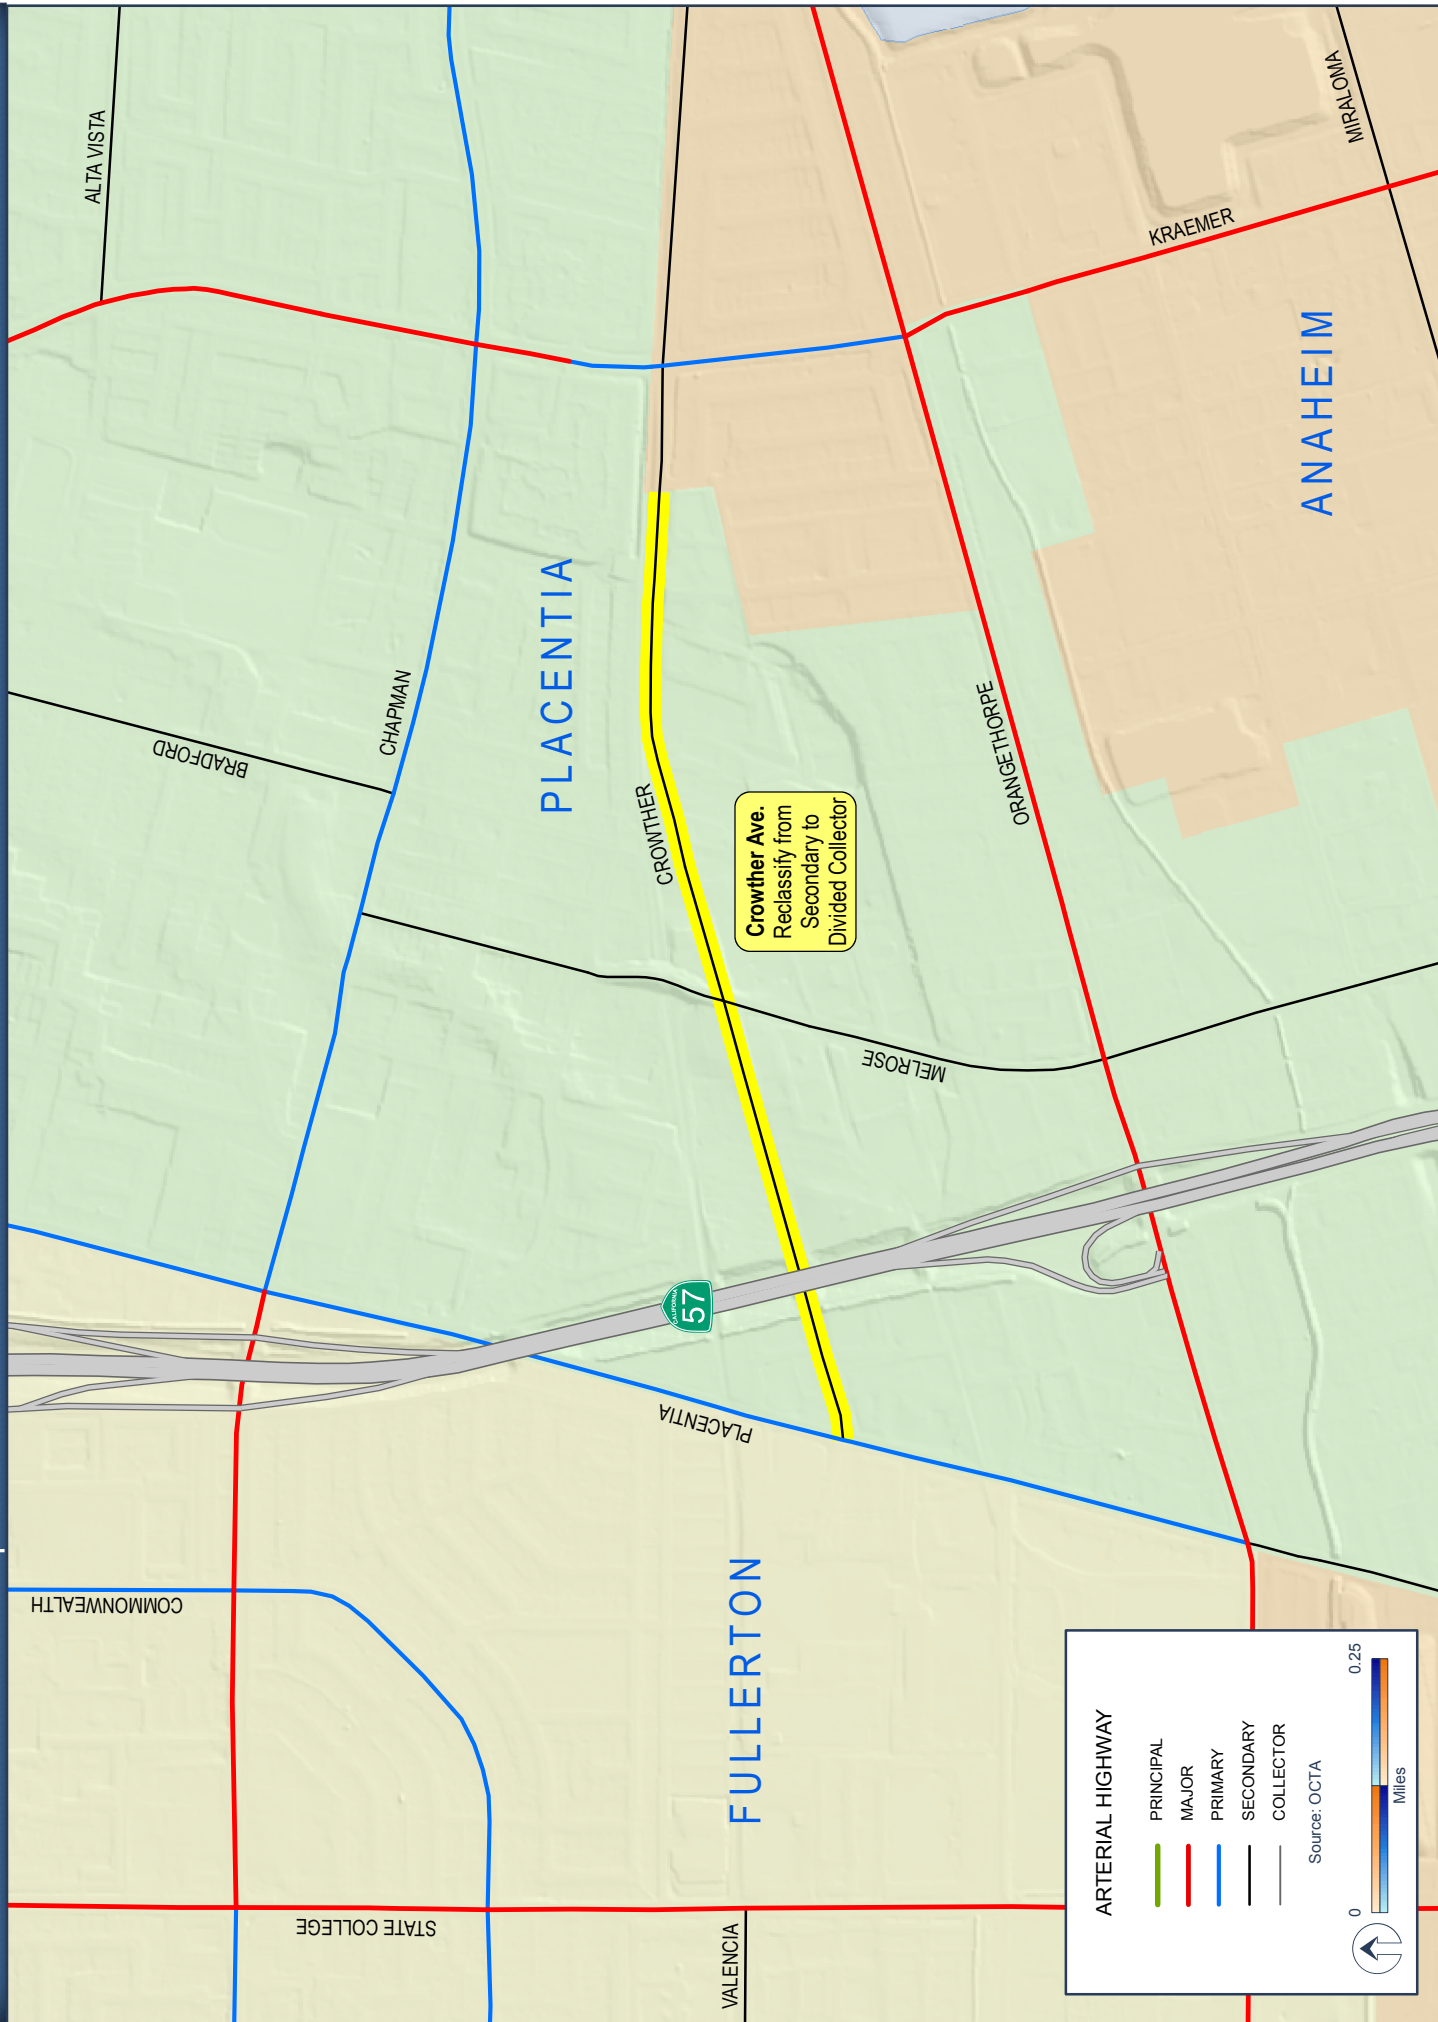 ALTA VISTA
MIRALOMA
KRAEMER
ANAHEIM
BRADFORD
CHAPMAN
PLACENTIA
CROWTHER
ORANGETHORPE
Crowther Ave.
Reclassify from
Secondary to
Divided Collector
MELROSE
CALIFORNIA
57
PLACENTIA
COMMONWEALTH
FULLERTON
STATE COLLEGE
VALENCIA
ARTERIAL HIGHWAY
PRINCIPAL
MAJOR
PRIMARY
SECONDARY
COLLECTOR
Source: OCTA
0 0.25
Miles